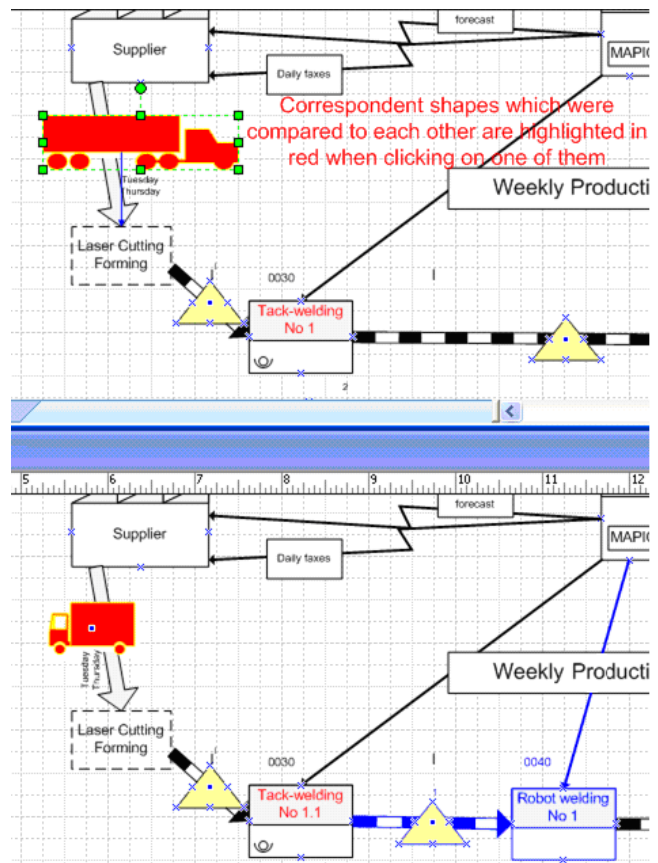 forecast
Supplier
MAPIC
Daily faxes
Correspondent shapes which were
compared to each other are highlighted in
red when clicking on one of them
Tuesday
Thursday
Weekly Producti
Laser Cutting
Forming
0030
Tack-welding
No 1
2
5 6 7 8 9 10 11 12
forecast
Supplier
MAPIC
Daily faxes
Tuesday
Thursday
Weekly Producti
Laser Cutting
Forming
0030
0040
Tack-welding
No 1.1
Robot welding
No 1